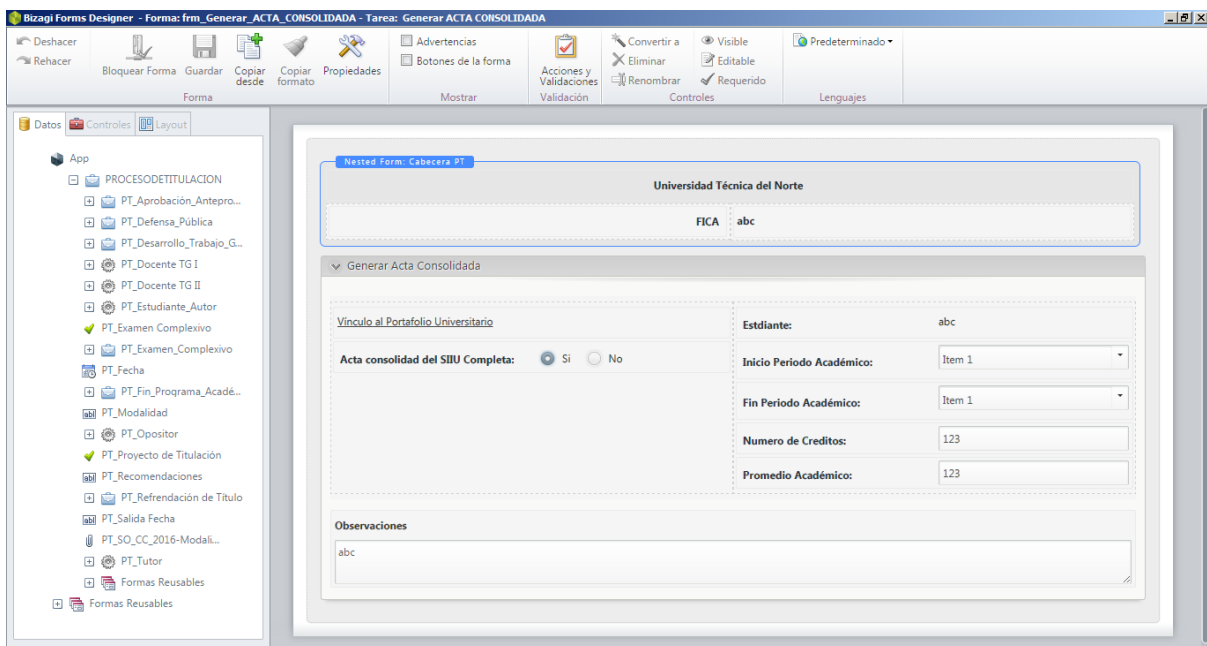 Bizagi Forms Designer - Forma: frm_Generar_ACTA_CONSOLIDADA - Tarea: Generar ACTA CONSOLIDADA
Deshacer
Rehacer
Bloquear Forma
Guardar
Copiar desde
Forma
Copiar formato
Propiedades
Advertencias
Botones de la forma
Mostrar
Acciones y Validaciones
Validación
Convertir a
Eliminar
Renombrar
Visible
Editable
Requerido
Controles
Predeterminado
Lenguajes
Datos
Controles
Layout
App
PROCESODETITULACION
PT_Aprobación_Antepro...
PT_Defensa_Pública
PT_Desarrollo_Trabajo_G...
PT_Docente TG I
PT_Docente TG II
PT_Estudiante_Autor
PT_Examen Complexivo
PT_Examen_Complexivo
PT_Fecha
PT_Fin_Programa_Acadé...
abl PT_Modalidad
PT_Opositor
PT_Proyecto de Titulación
abl PT_Recomendaciones
PT_Refrendación de Título
abl PT_Salida Fecha
PT_SO_CC_2016-Modali...
PT_Tutor
Formas Reusables
Formas Reusables
Nested Form: Cabecera PT
Universidad Técnica del Norte
FICA abc
Generar Acta Consolidada
Vinculo al Portafolio Universitario
Acta consolidad del SIIU Completa: Si No
Estdiante: abc
Inicio Periodo Académico: Item 1
Fin Periodo Académico: Item 1
Numero de Creditos: 123
Promedio Académico: 123
Observaciones
abc